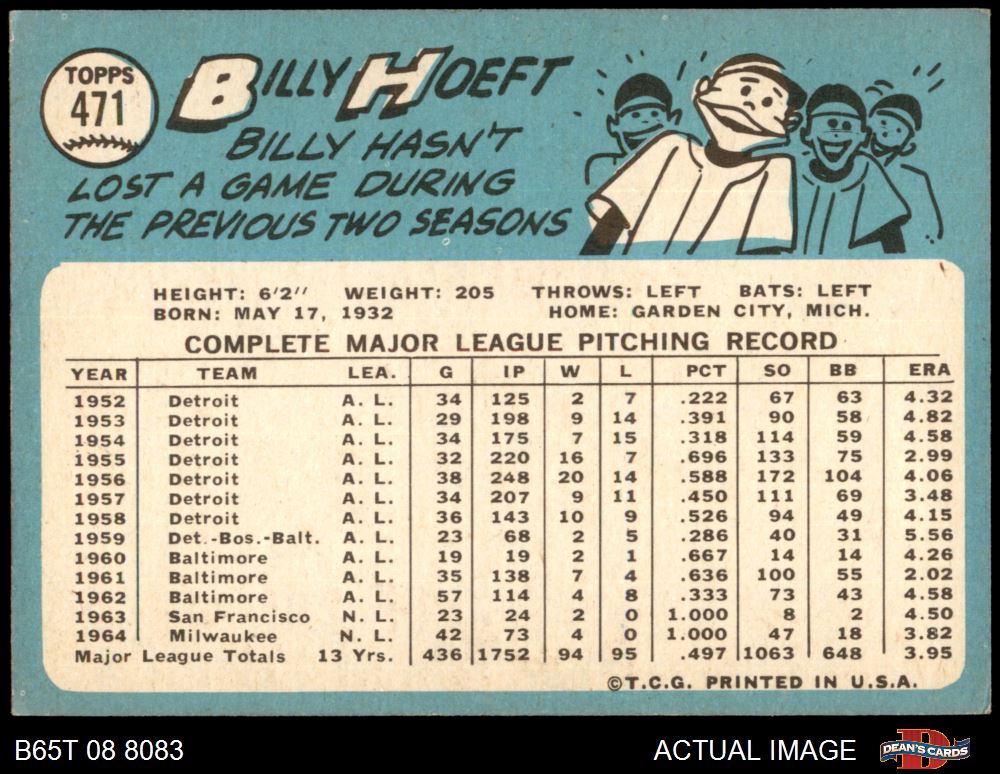 TOPPS
471
BILLY HOEFT
BILLY HASN'T
LOST A GAME DURING
THE PREVIOUS TWO SEASONS
HEIGHT: 6'2" WEIGHT: 205 THROWS: LEFT BATS: LEFT
BORN: MAY 17, 1932 HOME: GARDEN CITY, MICH.
COMPLETE MAJOR LEAGUE PITCHING RECORD
YEAR TEAM LEA. G IP W L PCT SO BB ERA
1952 Detroit A. L. 34 125 2 7 .222 67 63 4.32
1953 Detroit A. L. 29 198 9 14 .391 90 58 4.82
1954 Detroit A. L. 34 175 7 15 .318 114 59 4.58
1955 Detroit A. L. 32 220 16 7 .696 133 75 2.99
1956 Detroit A. L. 38 248 20 14 .588 172 104 4.06
1957 Detroit A. L. 34 207 9 11 .450 111 69 3.48
1958 Detroit A. L. 36 143 10 9 .526 94 49 4.15
1959 Det.-Bos.-Balt. A. L. 23 68 2 5 .286 40 31 5.56
1960 Baltimore A. L. 19 19 2 1 .667 14 14 4.26
1961 Baltimore A. L. 35 138 7 4 .636 100 55 2.02
1962 Baltimore A. L. 57 114 4 8 .333 73 43 4.58
1963 San Francisco N. L. 23 24 2 0 1.000 8 2 4.50
1964 Milwaukee N. L. 42 73 4 0 1.000 47 18 3.82
Major League Totals 13 Yrs. 436 1752 94 95 .497 1063 648 3.95
©T.C.G. PRINTED IN U.S.A.
B65T 08 8083 ACTUAL IMAGE DEAN'S CARDS